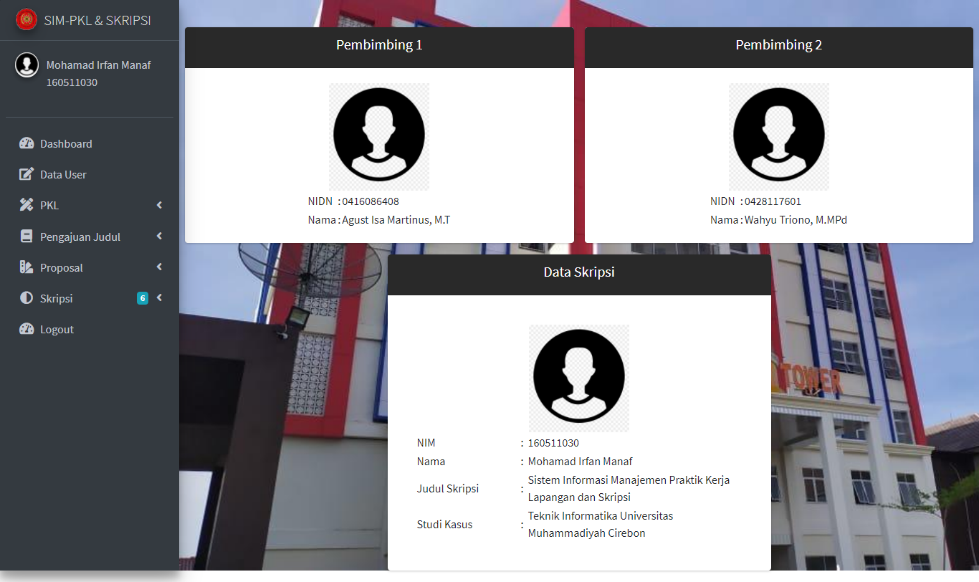 SIM-PKL & SKRIPSI
Mohamad Irfan Manaf
160511030
Dashboard
Data User
PKL
Pengajuan Judul
Proposal
Skripsi 6
Logout
Pembimbing 1
NIDN :0416086408
Nama :Agust Isa Martinus, M.T
Pembimbing 2
NIDN :0428117601
Nama :Wahyu Triono, M.MPd
Data Skripsi
NIM : 160511030
Nama : Mohamad Irfan Manaf
Judul Skripsi : Sistem Informasi Manajemen Praktik Kerja
Lapangan dan Skripsi
Studi Kasus : Teknik Informatika Universitas
Muhammadiyah Cirebon
TOWER